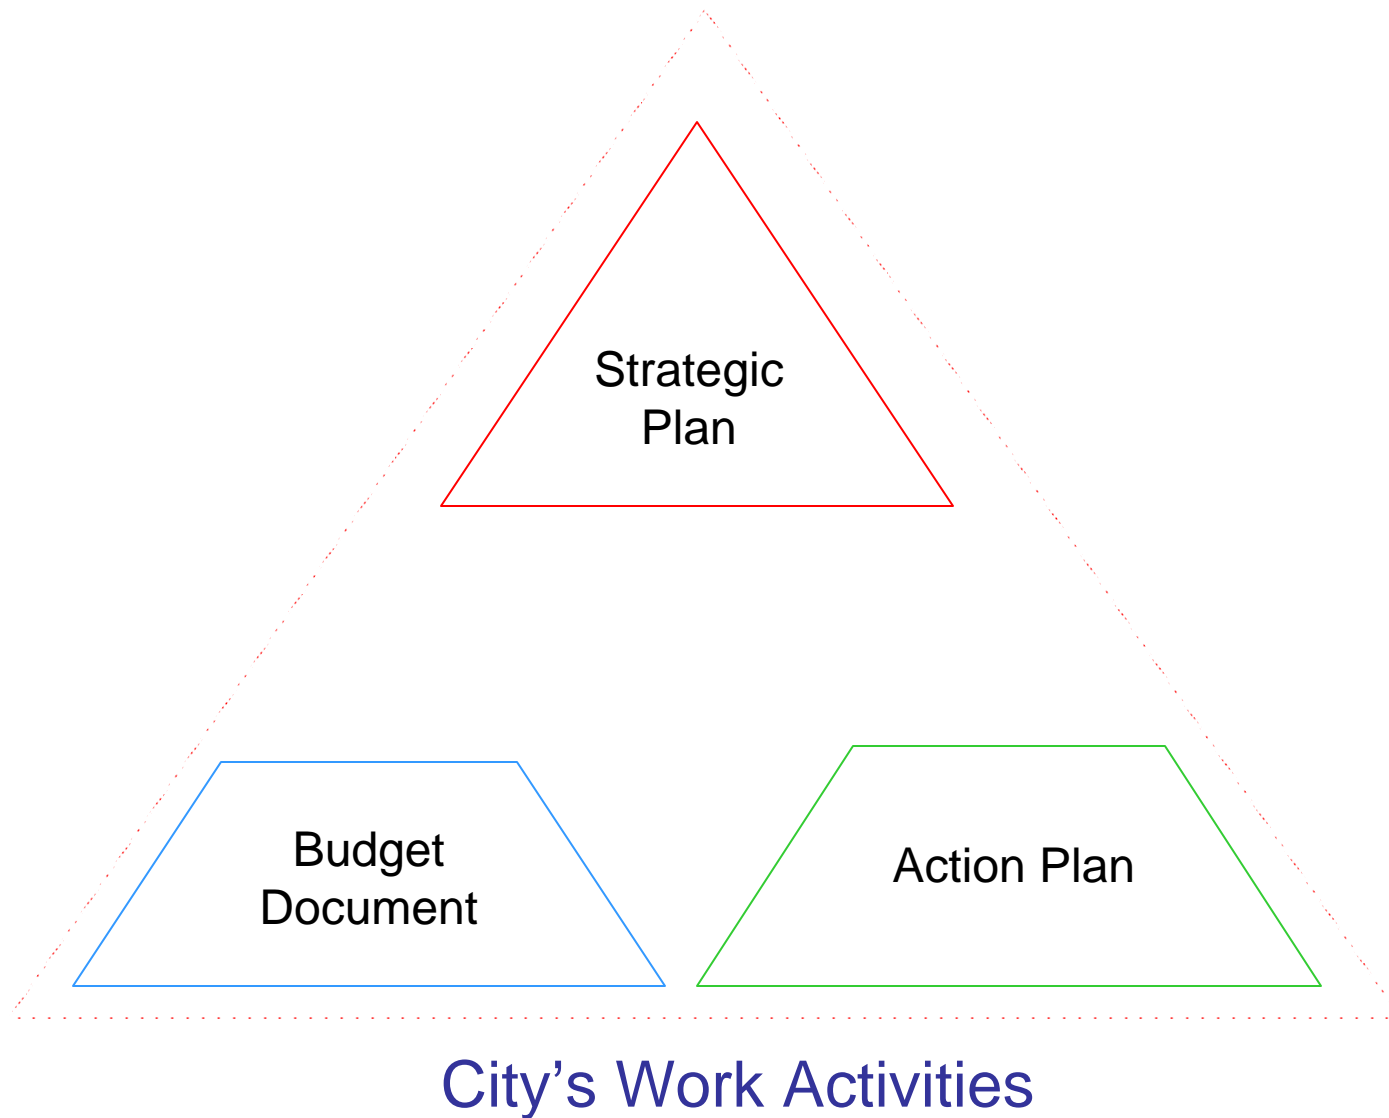 Strategic
Plan
Budget
Document
Action Plan
City’s Work Activities